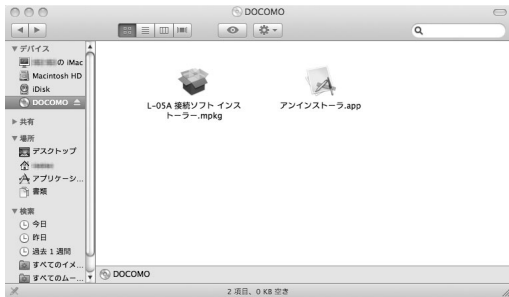 DOCOMO
▼デバイス
の iMac
Macintosh HD
iDisk
DOCOMO
▶共有
▼場所
デスクトップ
アプリケーシ...
書類
▼検索
今日
昨日
過去 1 週間
すべてのイメ...
すべてのムー...
L-05A 接続ソフト インス
トーラー.mpkg
アンインストーラ.app
DOCOMO
2 項目、0 KB 空き